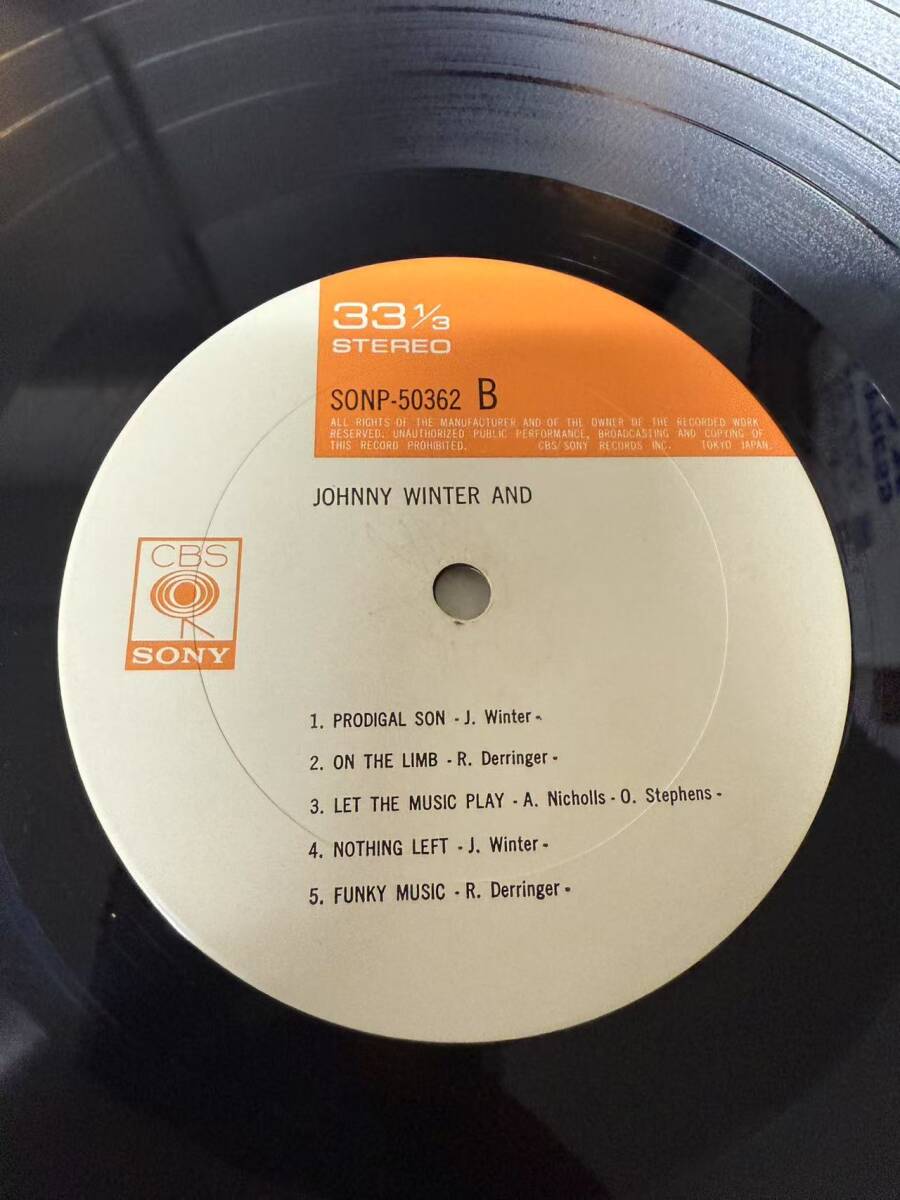 33 1/3
STEREO
SONP-50362 B
ALL RIGHTS OF THE MANUFACTURER AND OF THE OWNER OF THE RECORDED WORK
RESERVED. UNAUTHORIZED PUBLIC PERFORMANCE, BROADCASTING AND COPYING OF
THIS RECORD PROHIBITED. CBS/SONY RECORDS INC. TOKYO JAPAN.
JOHNNY WINTER AND
CBS
SONY
1. PRODIGAL SON - J. Winter -
2. ON THE LIMB - R. Derringer -
3. LET THE MUSIC PLAY - A. Nicholls - O. Stephens -
4. NOTHING LEFT - J. Winter -
5. FUNKY MUSIC - R. Derringer -